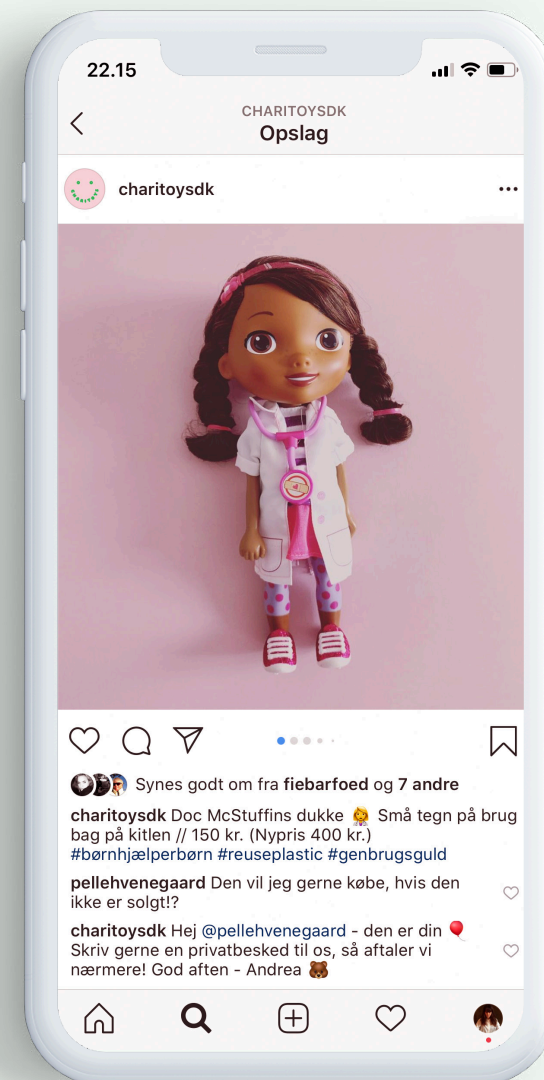 22.15
CHARITOYSDK
Opslag
CHARITOYS
charitoysdk
Synes godt om fra fiebarfoed og 7 andre
charitoysdk Doc McStuffins dukke 👩‍⚕️ Små tegn på brug
bag på kitlen // 150 kr. (Nypris 400 kr.)
#børnhjælperbørn #reuseplastic #genbrugsguld
pellehvenegaard Den vil jeg gerne købe, hvis den
ikke er solgt!?
charitoysdk Hej @pellehvenegaard - den er din 🎈
Skriv gerne en privatbesked til os, så aftaler vi
nærmere! God aften - Andrea 🐻